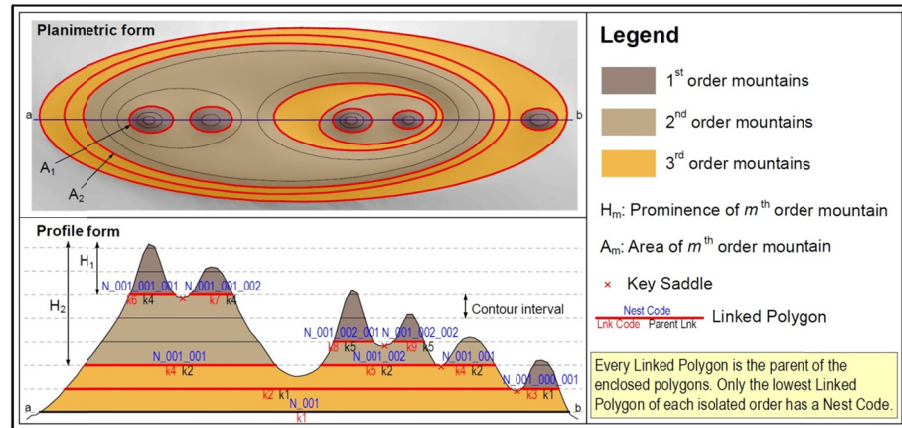 Planimetric form
a
b
A1
A2
Profile form
H1
H2
N_001_001_001
k6 k4
N_001_001_002
k7 k4
N_001_002_001
k8 k5
N_001_002_002
k9 k5
Contour interval
N_001_001
k4 k2
N_001_002
k5 k2
N_001_002
k4 k2
N_001_000_001
k3 k1
k2 k1
N_001
k1
a
b
Legend
1st order mountains
2nd order mountains
3rd order mountains
Hm: Prominence of mth order mountain
Am: Area of mth order mountain
× Key Saddle
Nest Code
Lnk Code Parent Lnk
Linked Polygon
Every Linked Polygon is the parent of the
enclosed polygons. Only the lowest Linked
Polygon of each isolated order has a Nest Code.